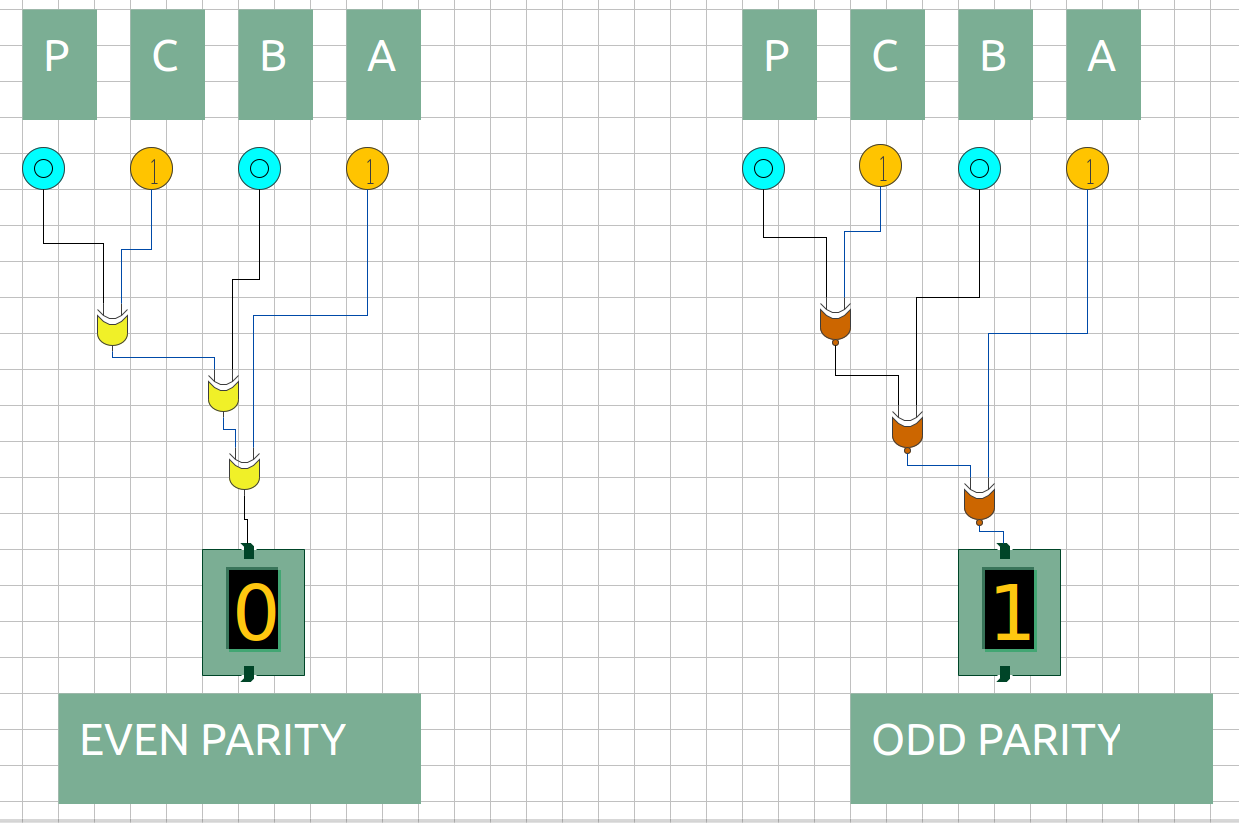 P C B A P C B A
0 1 0 1 0 1 0 1
0 1
EVEN PARITY ODD PARITY